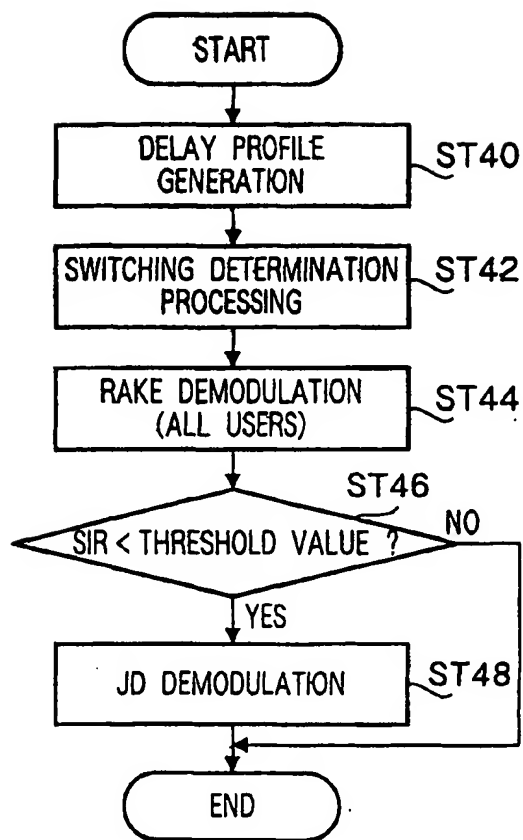 START
DELAY PROFILE
GENERATION
ST40
SWITCHING DETERMINATION
PROCESSING
ST42
RAKE DEMODULATION
(ALL USERS)
ST44
ST46
SIR < THRESHOLD VALUE ?
NO
YES
JD DEMODULATION
ST48
END